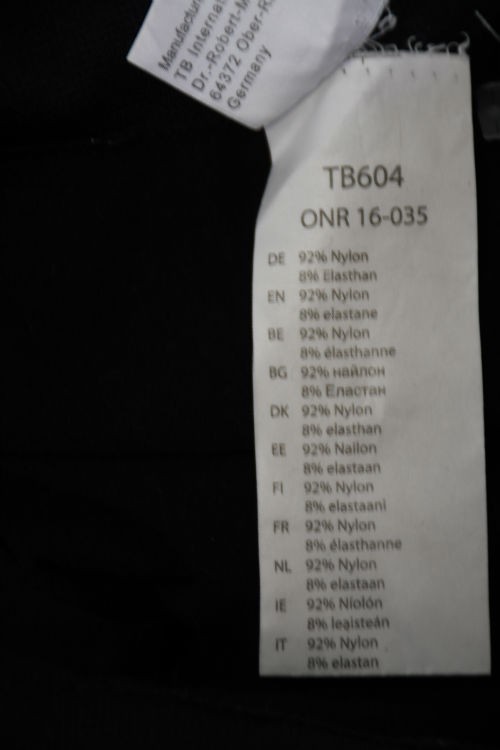 Manufactur
TB Internat
Dr.-Robert-M
64372 Ober-R
Germany
TB604
ONR 16-035
DE 92% Nylon
8% Elasthan
EN 92% Nylon
8% elastane
BE 92% Nylon
8% élasthanne
BG 92% найлон
8% Еластан
DK 92% Nylon
8% elasthan
EE 92% Nailon
8% elastaan
FI 92% Nylon
8% elastaani
FR 92% Nylon
8% élasthanne
NL 92% Nylon
8% elastaan
IE 92% Níolón
8% leaisteán
IT 92% Nylon
8% elastan